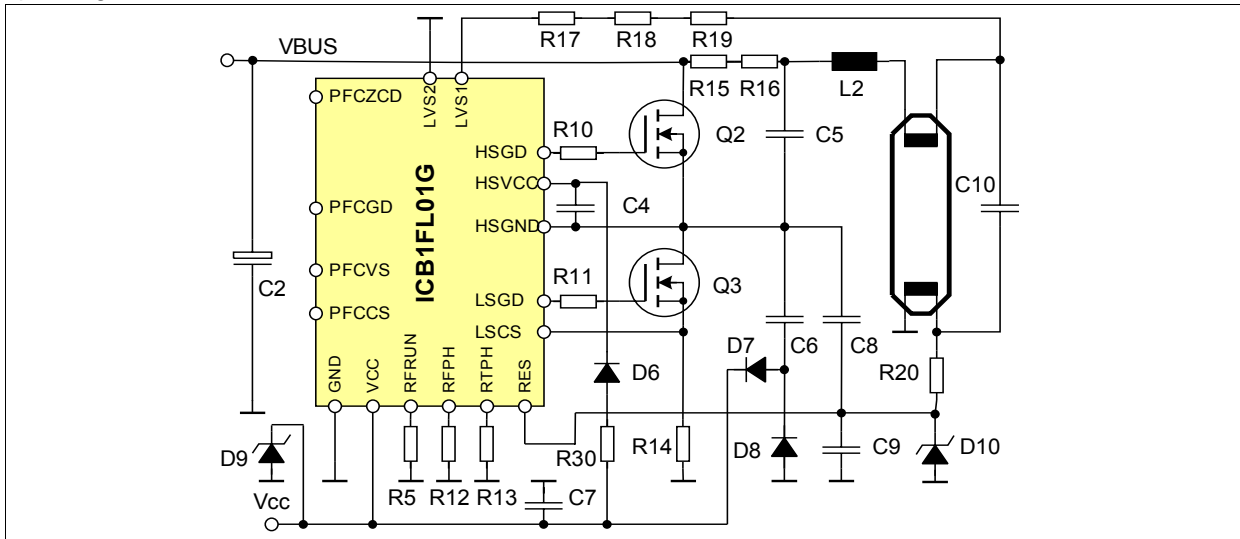 R17
R18
R19
VBUS
R15
R16
L2
PFCZCD
LVS2
LVS1
R10
Q2
C5
HSGD
HSVCC
C4
C10
ICB1FL01G
PFCGD
HSGND
R11
Q3
C2
PFCVS
LSGD
PFCCS
LSCS
D7
C6
C8
GND
VCC
RFRUN
RFPH
RTPH
RES
D6
R20
D9
R30
R14
D8
C9
D10
R5
R12
R13
C7
Vcc